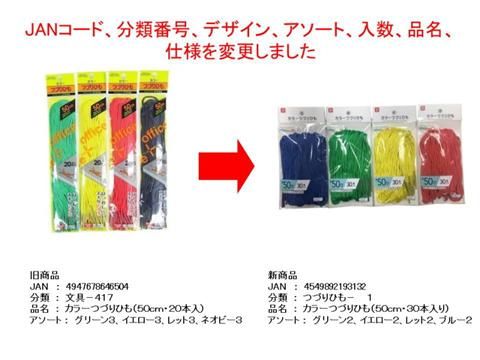 JANコード、分類番号、デザイン、アソート、入数、品名、
仕様を変更しました
旧商品
JAN ： 4947678646504
分類 ： 文具－417
品名 ： カラーつづりひも（50cm・20本入）
アソート： グリーン3、イエロー3、レット3、ネオビー3
新商品
JAN ： 4549892193132
分類 ： つづりひも－ 1
品名 ： カラーつづりひも（50cm・30本入り）
アソート： グリーン2、イエロー2、レット2、ブルー2